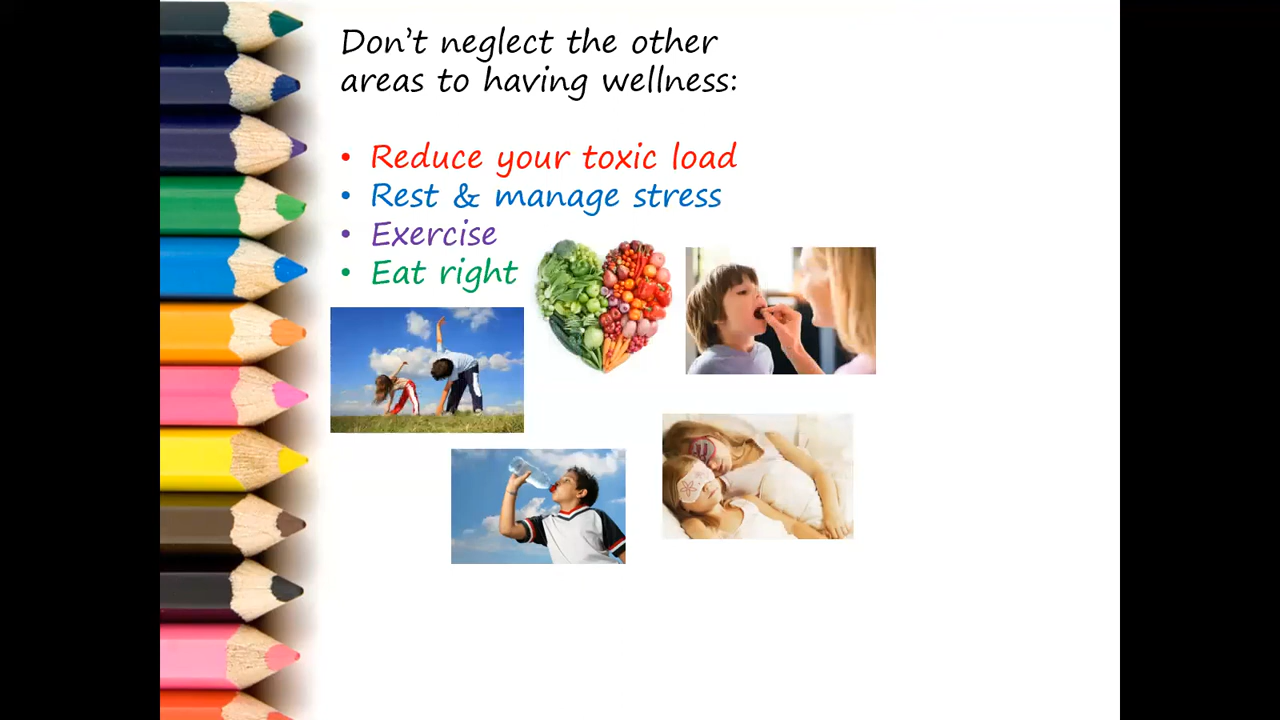 Don't neglect the other
areas to having wellness:
• Reduce your toxic load
• Rest & manage stress
• Exercise
• Eat right